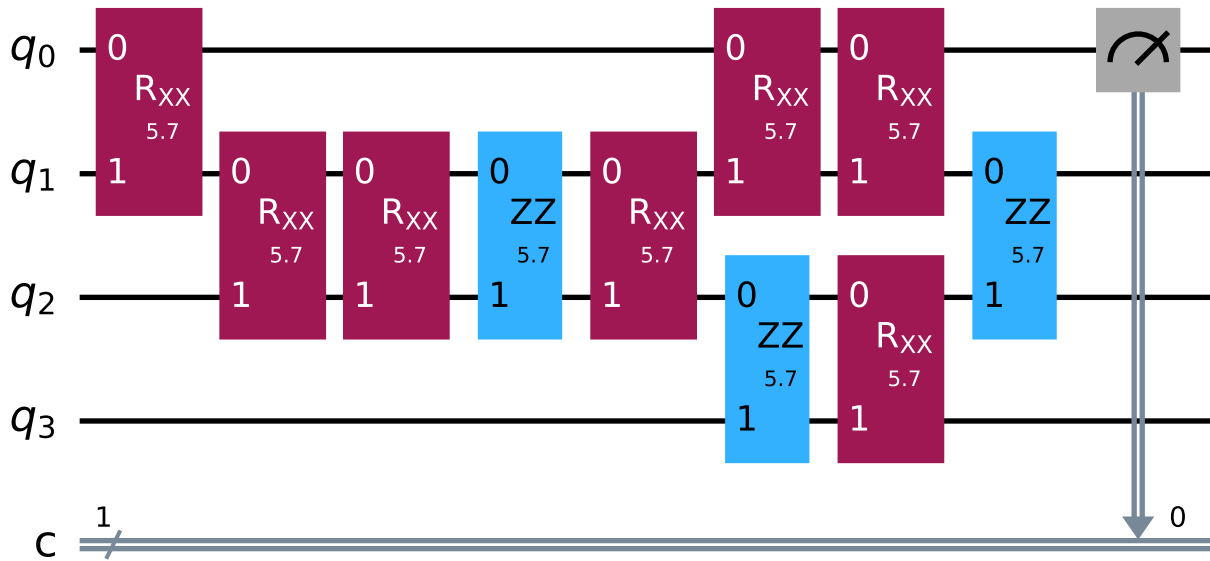 q0 0 0 0
RXX RXX RXX
5.7 5.7 5.7
q1 1 0 0 0 0 1 1 0
RXX RXX ZZ RXX ZZ
5.7 5.7 5.7 5.7 5.7
q2 1 1 1 1 0 0 1
ZZ RXX
5.7 5.7
q3 1 1
1 0
c